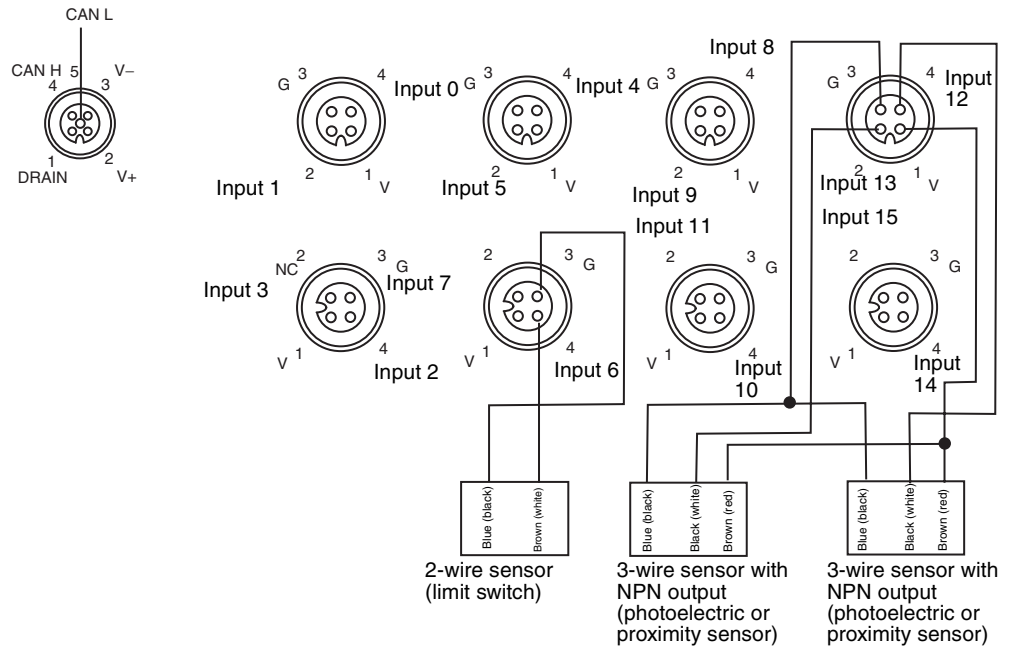 CAN L
CAN H 5 V−
4 3
1 2
DRAIN V+
G 3 4
Input 0
2 1 V
Input 1
G 3 4
Input 4
2 1 V
Input 5
G 3 4
Input 8
2 1 V
Input 9
G 3 4
Input
12
2 1 V
Input 13
NC 2 3 G
Input 3
V 1 4
Input 2
2 3 G
Input 7
V 1 4
Input 6
2 3 G
Input 11
V 1 4
Input
10
2 3 G
Input 15
V 1 4
Input
14
Blue (black)
Brown (white)
2-wire sensor
(limit switch)
Blue (black)
Black (white)
Brown (red)
3-wire sensor with
NPN output
(photoelectric or
proximity sensor)
Blue (black)
Black (white)
Brown (red)
3-wire sensor with
NPN output
(photoelectric or
proximity sensor)